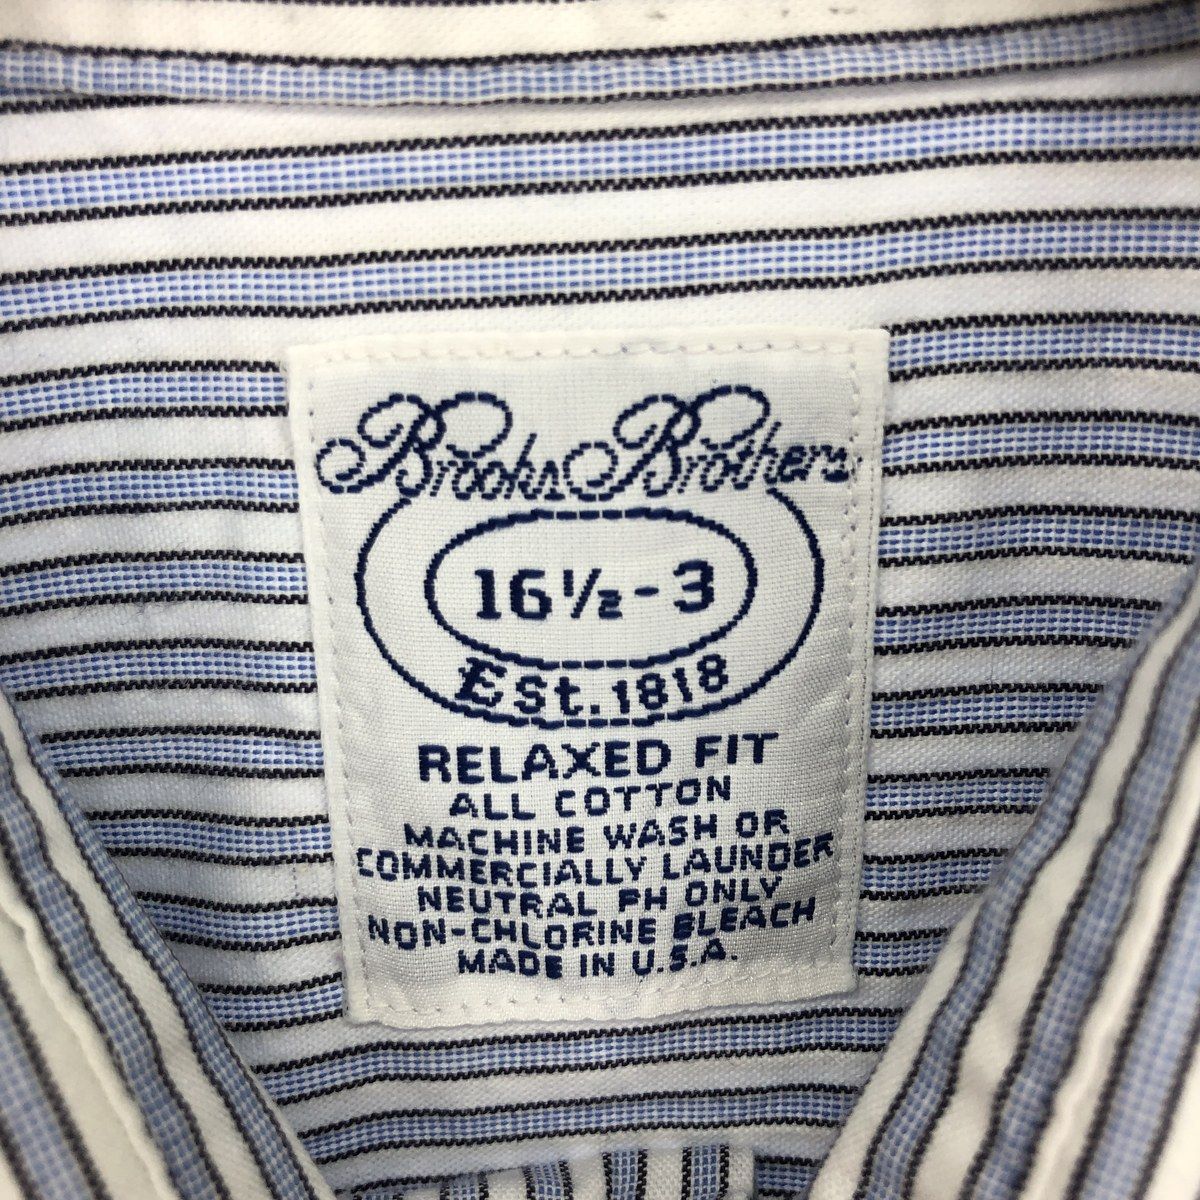 Brooks Brothers
16½-3
Est. 1818
RELAXED FIT
ALL COTTON
MACHINE WASH OR
COMMERCIALLY LAUNDER
NEUTRAL PH ONLY
NON-CHLORINE BLEACH
MADE IN U.S.A.